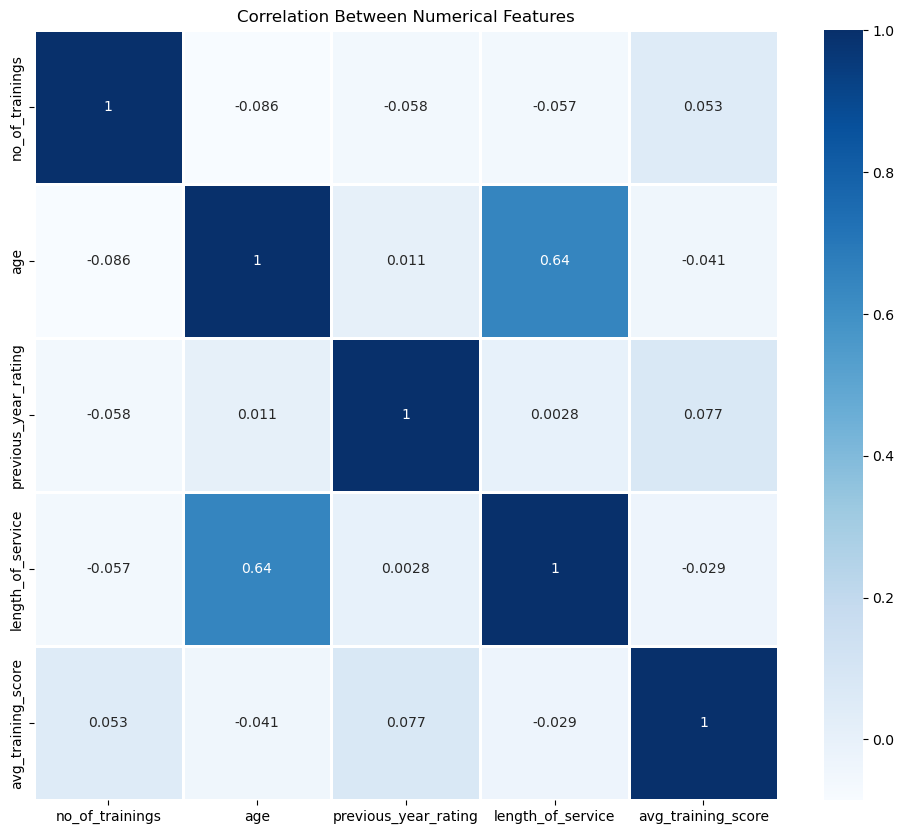 Correlation Between Numerical Features
no_of_trainings
1
-0.086
-0.058
-0.057
0.053
age
-0.086
1
0.011
0.64
-0.041
previous_year_rating
-0.058
0.011
1
0.0028
0.077
length_of_service
-0.057
0.64
0.0028
1
-0.029
avg_training_score
0.053
-0.041
0.077
-0.029
1
no_of_trainings
age
previous_year_rating
length_of_service
avg_training_score
1.0
0.8
0.6
0.4
0.2
0.0